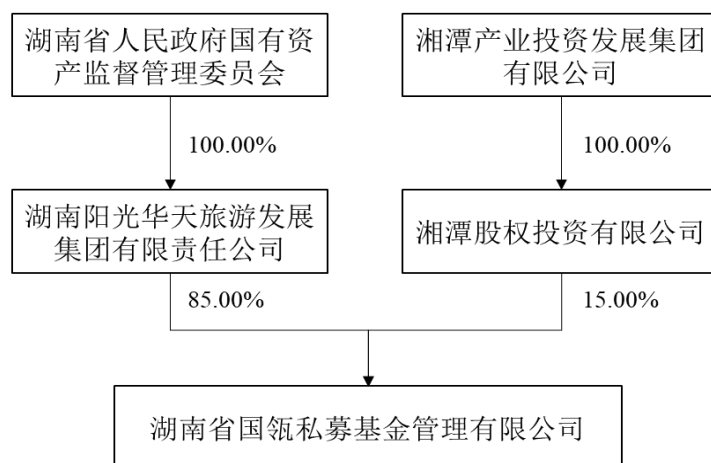 湖南省人民政府国有资
产监督管理委员会
湘潭产业投资发展集团
有限公司
100.00%
100.00%
湖南阳光华天旅游发展
集团有限责任公司
湘潭股权投资有限公司
85.00%
15.00%
湖南省国瓴私募基金管理有限公司